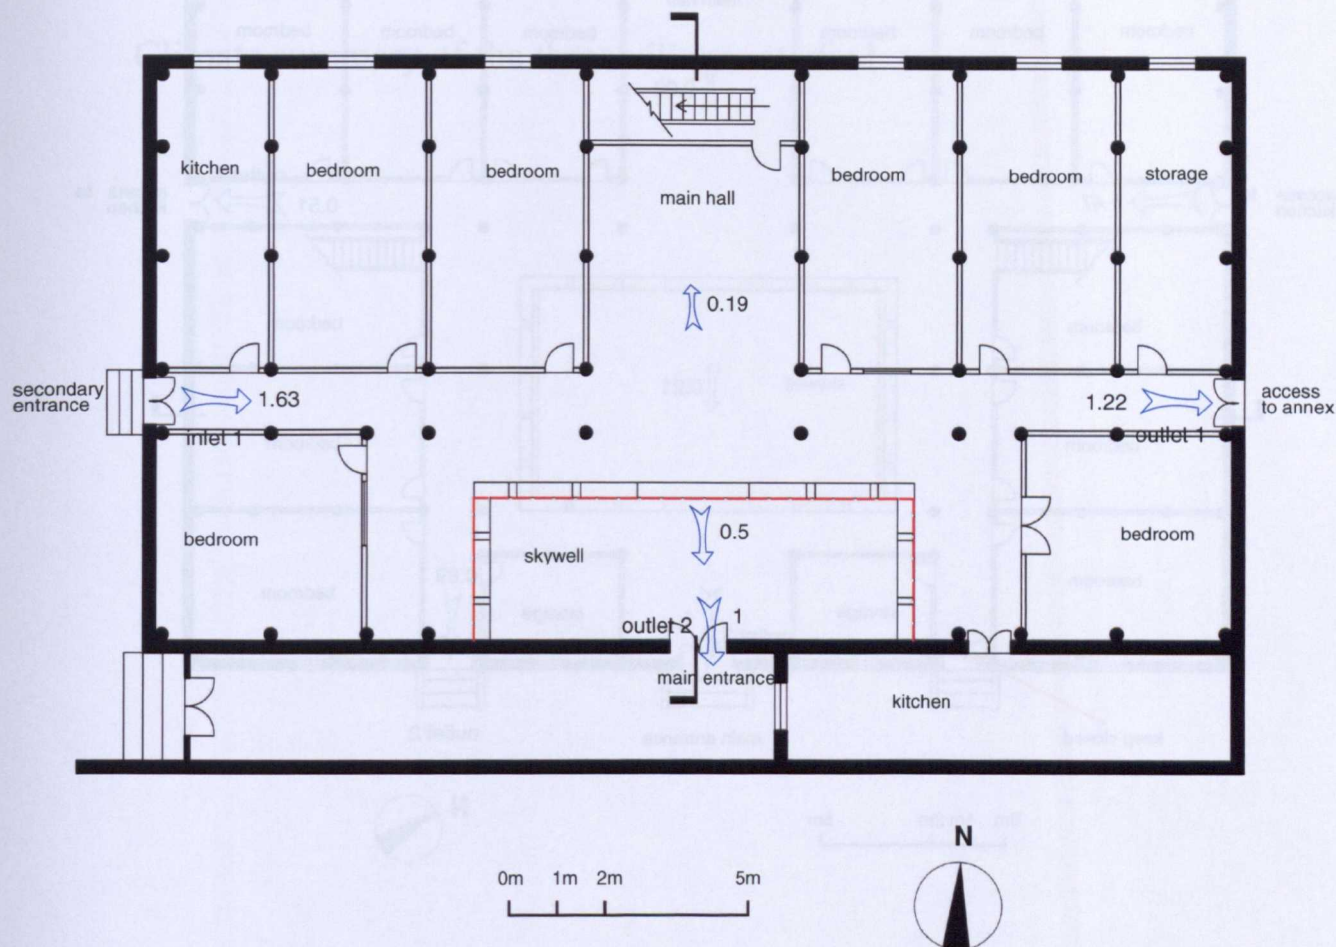 kitchen
bedroom
bedroom
main hall
bedroom
bedroom
storage
0.19
secondary
entrance
1.63
inlet 1
1.22
outlet 1
access
to annex
bedroom
skywell
0.5
bedroom
outlet 2
1
main entrance
kitchen
N
0m 1m 2m 5m